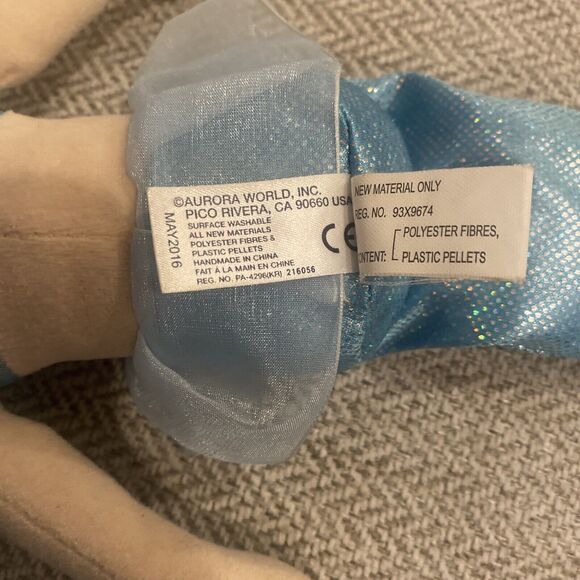 ©AURORA WORLD, INC.
PICO RIVERA, CA 90660 USA
SURFACE WASHABLE
ALL NEW MATERIALS
POLYESTER FIBRES &
PLASTIC PELLETS
HANDMADE IN CHINA
FAIT À LA MAIN EN CHINE
REG. NO. PA-4296(KR) 216056
MAY2016
CE
NEW MATERIAL ONLY
REG. NO. 93X9674
CONTENT: POLYESTER FIBRES,
PLASTIC PELLETS